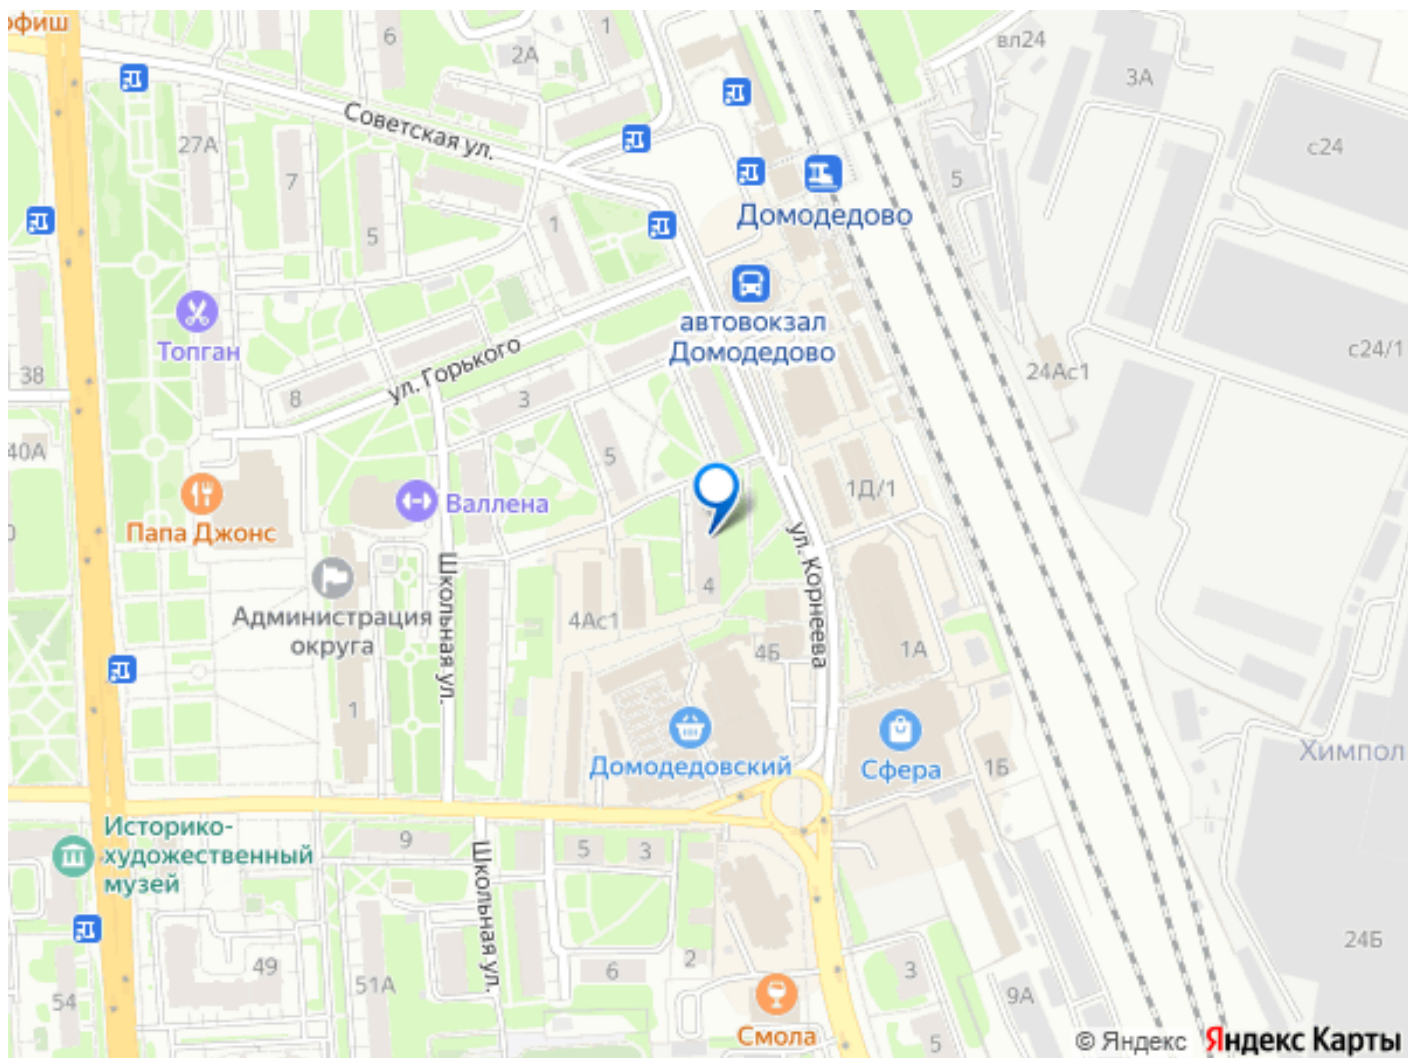 офиш
6
2А
1
вл24
3А
27А
Советская ул.
с24
7
5
1
5
Домодедово
автовокзал
Домодедово
Топган
ул. Горького
с24/1
38
8
3
24Ас1
40А
5
1Д/1
Валлена
Папа Джонс
ул. Корнеева
Школьная ул.
4
Администрация
округа
4Ас1
4Б
1А
1
Домодедовский
Сфера
1Б
Химпол
Историко-
художественный
музей
9
5
3
Школьная ул.
24Б
49
51А
6
2
3
54
9А
Смола
5
© Яндекс Яндекс Карты